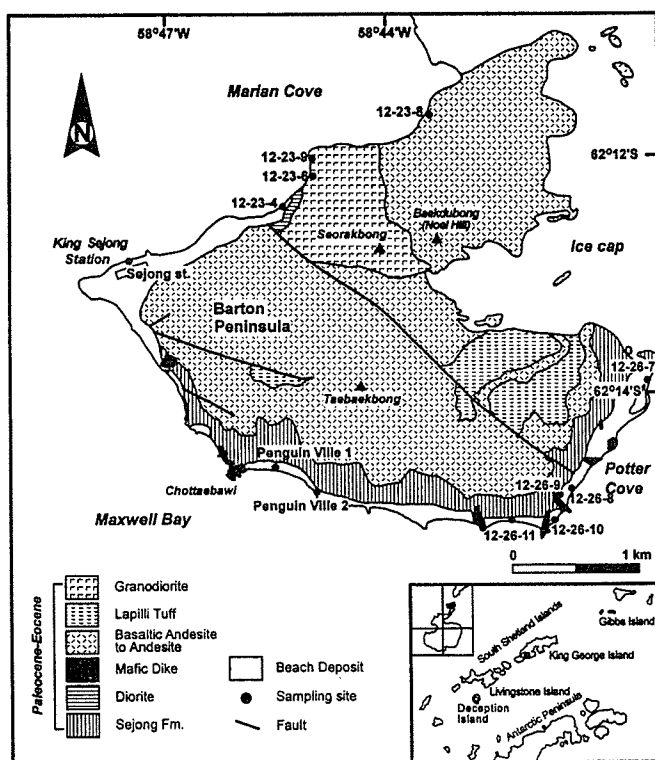 58°47'W
58°44'W
Marian Cove
12-23-8
N
12-23-9
12-23-6
62°12'S
12-23-4
Baekdubong
(Noel Hill)
Seorakbong
King Sejong
Station
Ice cap
Sejong st.
Barton
Peninsula
12-26-7
62°14'S
Taebaekbong
Penguin Ville 1
Potter
Cove
12-26-9
Chottaebawi
12-26-8
Penguin Ville 2
Maxwell Bay
12-26-10
12-26-11
0 1 km
Paleocene-Eocene
Granodiorite
Lapilli Tuff
Basaltic Andesite
to Andesite
Mafic Dike
Diorite
Sejong Fm.
Beach Deposit
Sampling site
Fault
Gibbs Island
South Shetland Islands
King George Island
Livingstone Island
Deception
Island
Antarctic Peninsula